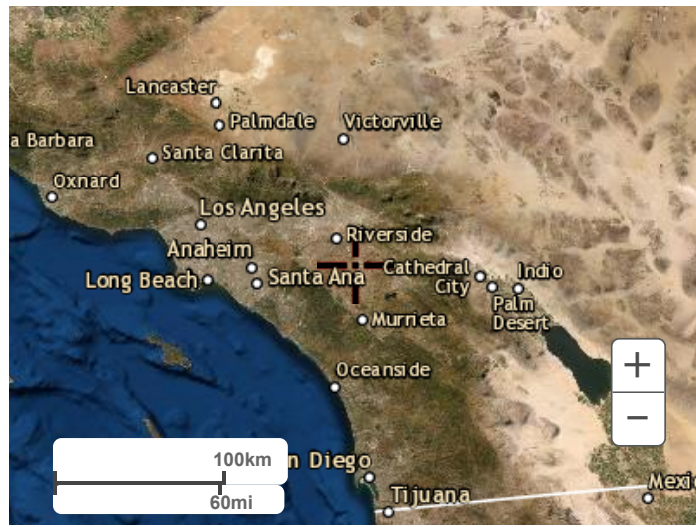 Lancaster
Palmdale
Victorville
a Barbara
Santa Clarita
Oxnard
Los Angeles
Riverside
Anaheim
Cathedral
City
Indio
Long Beach
Santa Ana
Palm
Desert
Murrieta
Oceanside
+
−
100km
n Diego
60mi
Mexi
Tijuana